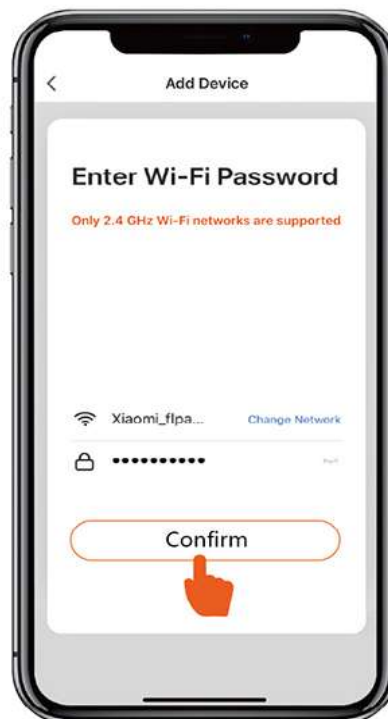 Add Device
Enter Wi-Fi Password
Only 2.4 GHz Wi-Fi networks are supported
Xiaomi_flpa... Change Network
••••••••••
Confirm